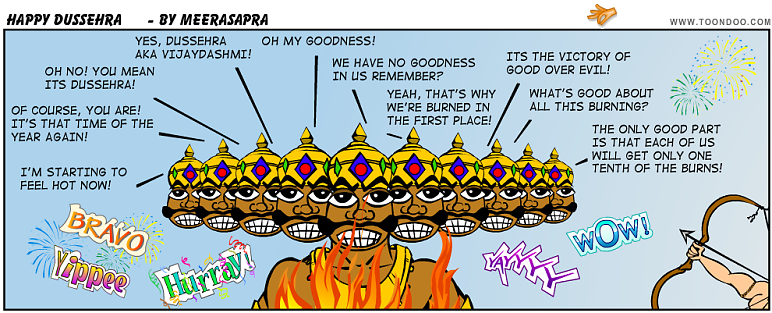 HAPPY DUSSEHRA - BY MEERASAPRA
WWW.TOONDOO.COM
I'M STARTING TO
FEEL HOT NOW!
OF COURSE, YOU ARE!
IT'S THAT TIME OF THE
YEAR AGAIN!
OH NO! YOU MEAN
ITS DUSSEHRA!
YES, DUSSEHRA
AKA VIJAYDASHMI!
OH MY GOODNESS!
WE HAVE NO GOODNESS
IN US REMEMBER?
YEAH, THAT'S WHY
WE'RE BURNED IN
THE FIRST PLACE!
ITS THE VICTORY OF
GOOD OVER EVIL!
WHAT'S GOOD ABOUT
ALL THIS BURNING?
THE ONLY GOOD PART
IS THAT EACH OF US
WILL GET ONLY ONE
TENTH OF THE BURNS!
BRAVO
Yippee
Hurray!
YAYYYY
WOW!